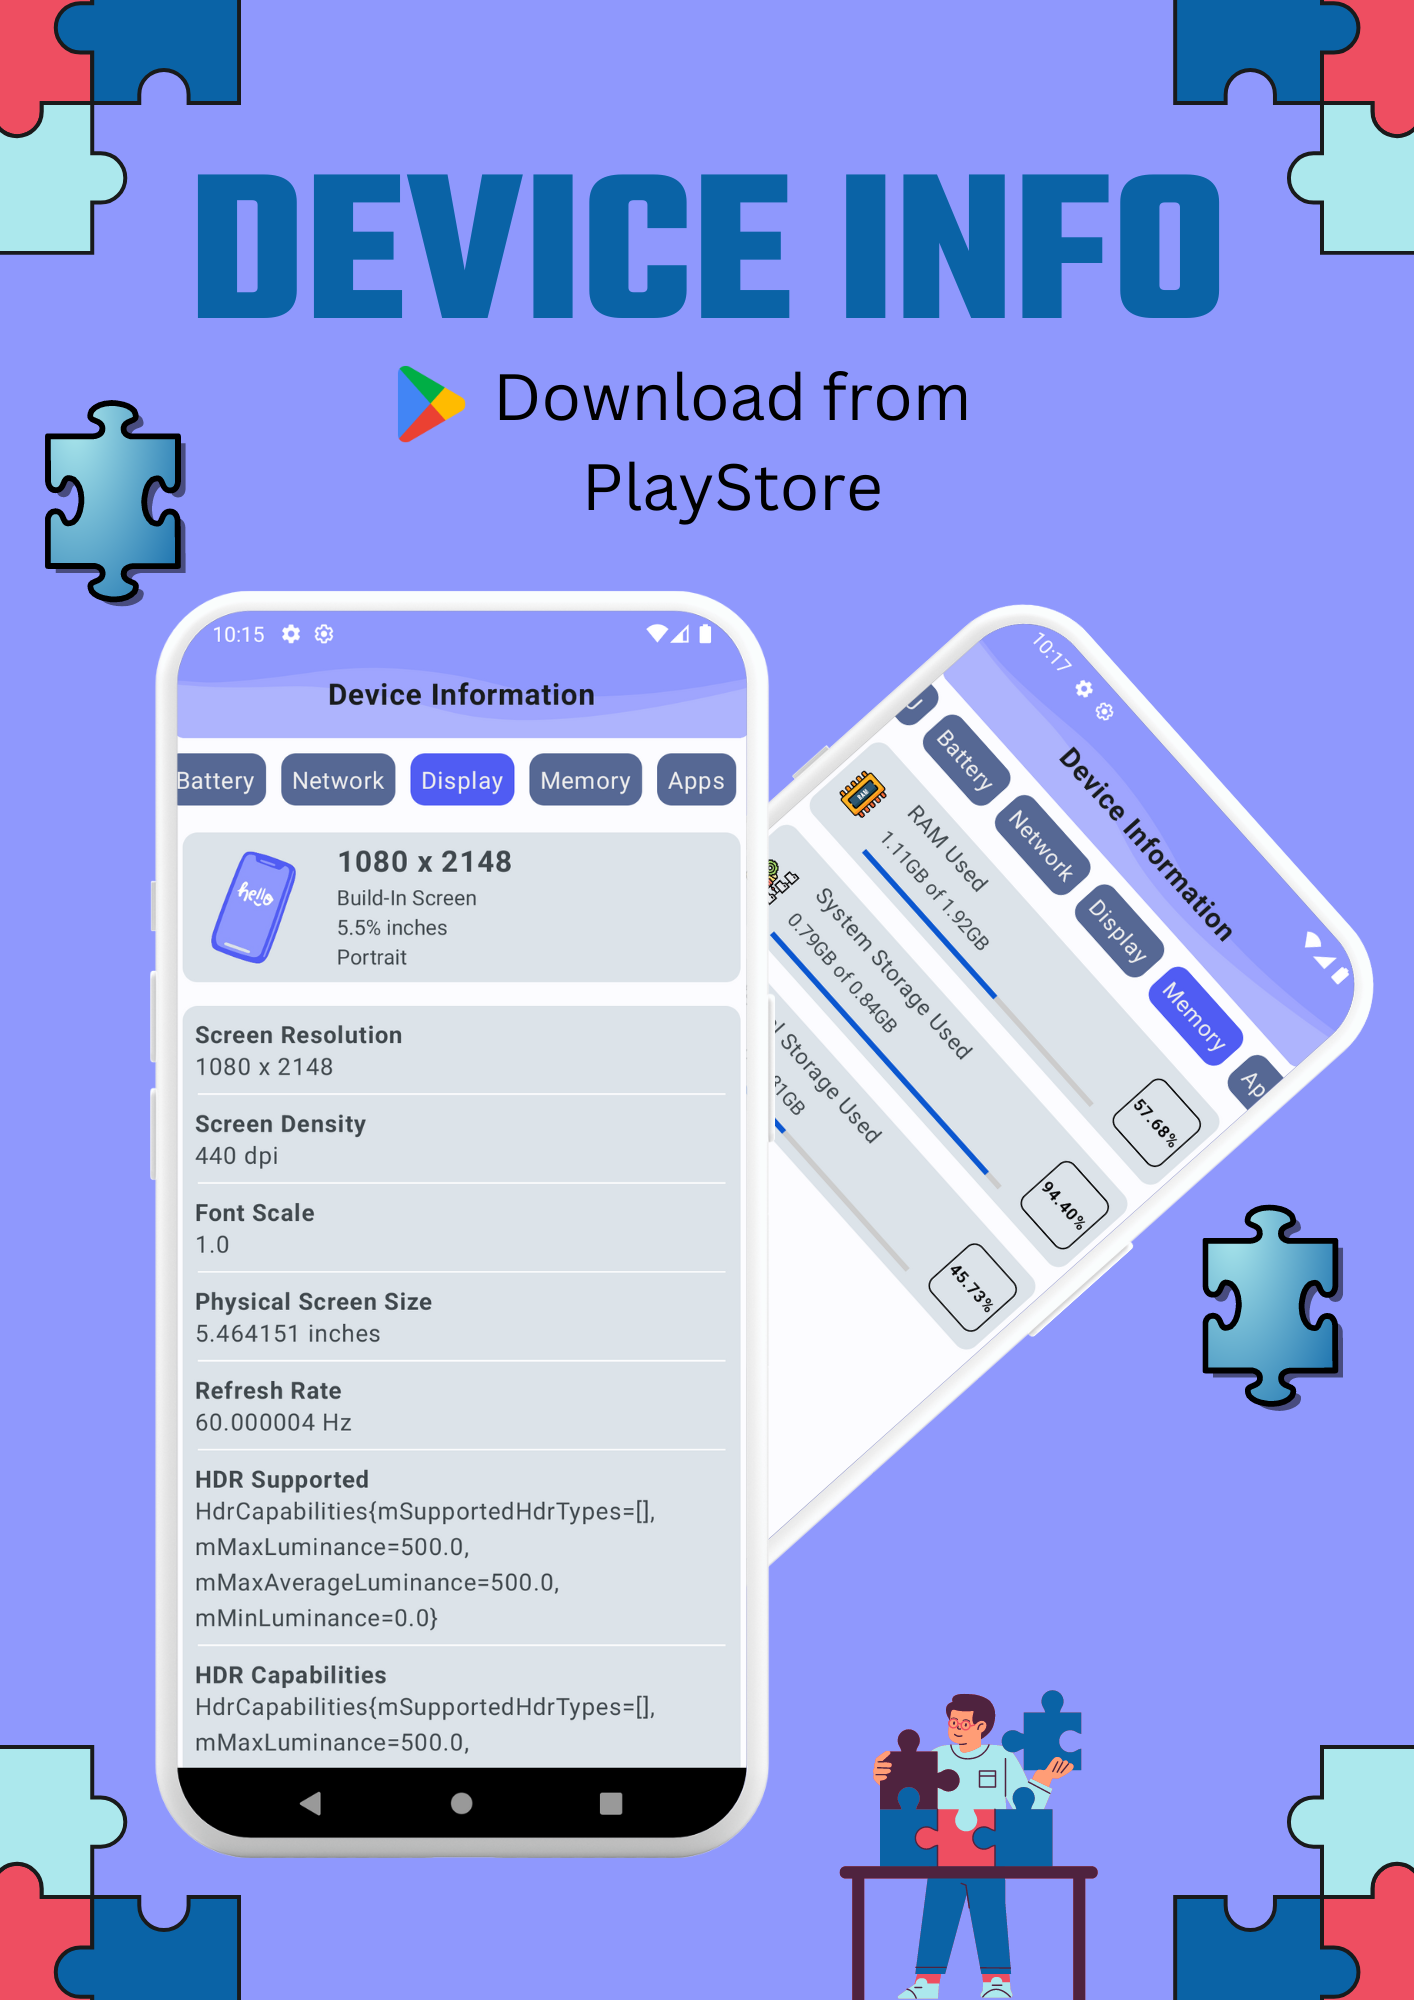 DEVICE INFO
Download from
PlayStore
10:15
Device Information
Battery Network Display Memory Apps
1080 x 2148
Build-In Screen
5.5% inches
Portrait
Screen Resolution
1080 x 2148
Screen Density
440 dpi
Font Scale
1.0
Physical Screen Size
5.464151 inches
Refresh Rate
60.000004 Hz
HDR Supported
HdrCapabilities{mSupportedHdrTypes=[],
mMaxLuminance=500.0,
mMaxAverageLuminance=500.0,
mMinLuminance=0.0}
HDR Capabilities
HdrCapabilities{mSupportedHdrTypes=[],
mMaxLuminance=500.0,
hello
10:17
Device Information
Battery Network Display Memory Ap
RAM
RAM Used
1.11GB of 1.92GB
57.68%
System Storage Used
0.79GB of 0.84GB
94.40%
Storage Used
45.73%